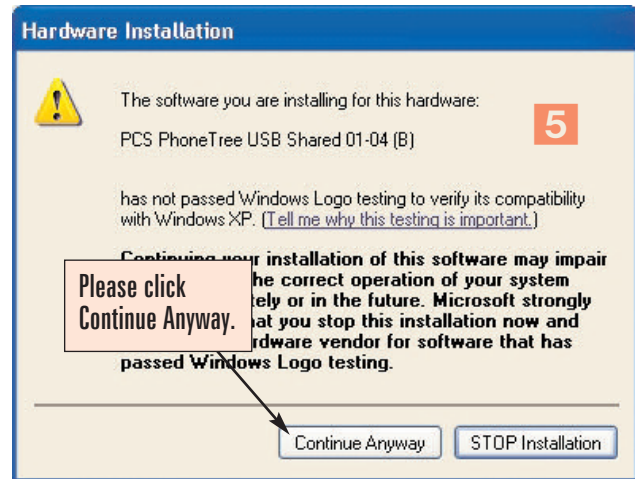 Hardware Installation
The software you are installing for this hardware:
PCS PhoneTree USB Shared 01-04 (B)
5
has not passed Windows Logo testing to verify its compatibility
with Windows XP. (Tell me why this testing is important.)
Continuing your installation of this software may impair
he correct operation of your system
tely or in the future. Microsoft strongly
at you stop this installation now and
rdware vendor for software that has
passed Windows Logo testing.
Please click
Continue Anyway.
Continue Anyway
STOP Installation